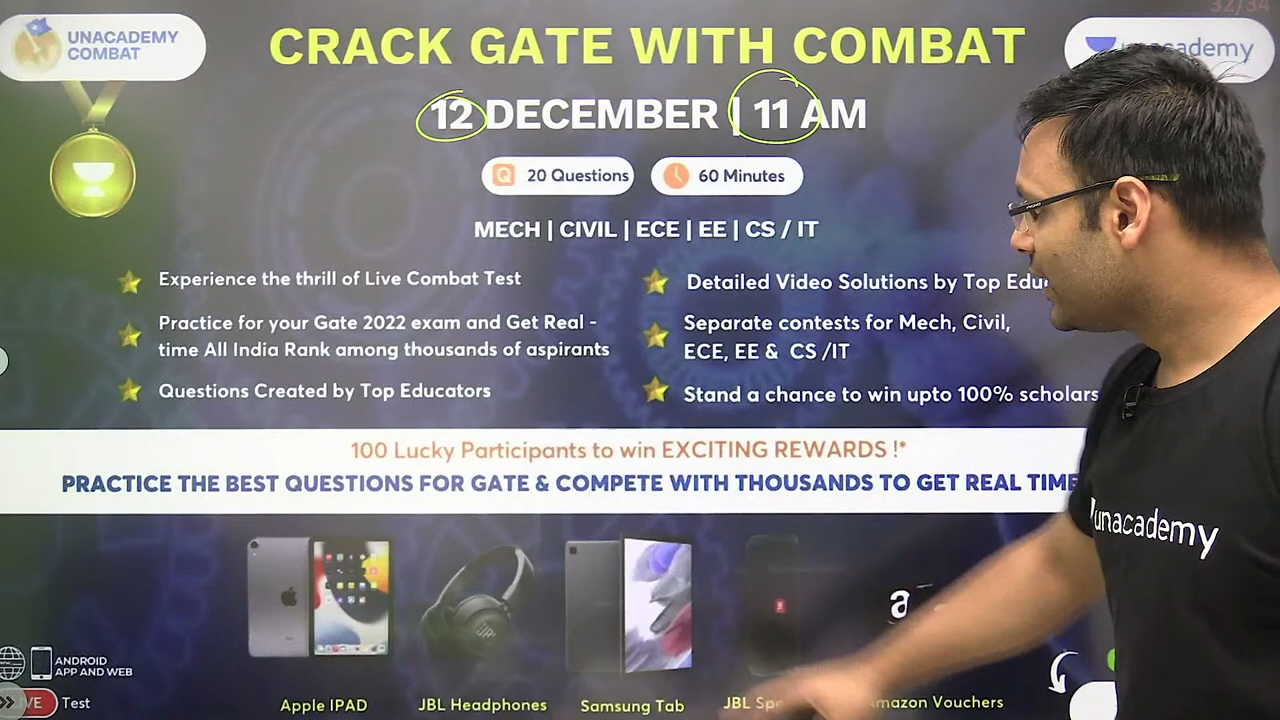 32/34
UNACADEMY
COMBAT
CRACK GATE WITH COMBAT
unacademy
12 DECEMBER | 11 AM
Q 20 Questions
60 Minutes
MECH | CIVIL | ECE | EE | CS / IT
Experience the thrill of Live Combat Test
Practice for your Gate 2022 exam and Get Real -
time All India Rank among thousands of aspirants
Questions Created by Top Educators
Detailed Video Solutions by Top
Separate contests for Mech, Civil,
ECE, EE & CS /IT
Stand a chance to win upto 100%
100 Lucky Participants to win EXCITING REWARDS !*
PRACTICE THE BEST QUESTIONS FOR GATE & COMPETE WITH THOUSANDS TO GET REAL TIME
unacademy
JBL
a
ANDROID
APP AND WEB
Test
Apple IPAD
JBL Headphones
Samsung Tab
JBL
Vouchers